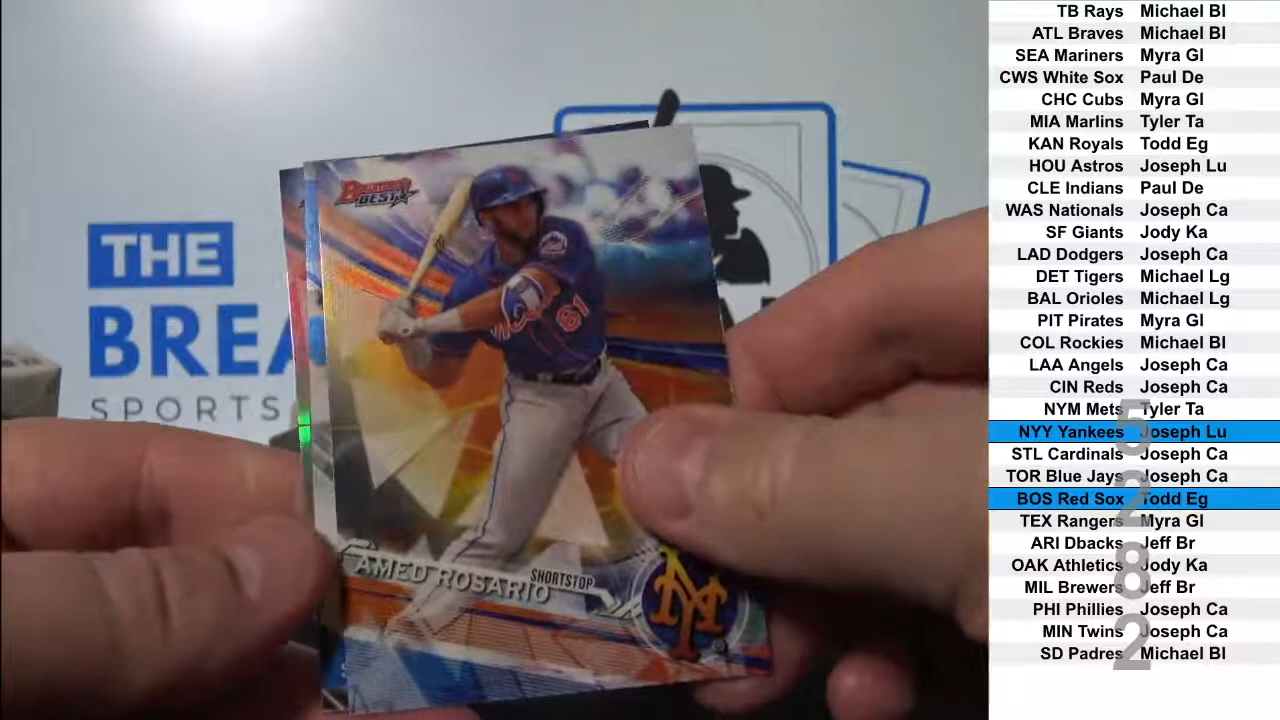 THE
BREA
SPORTS
BOWMAN'S
BEST
61
AMED ROSARIO
SHORTSTOP
TB Rays Michael Bl
ATL Braves Michael Bl
SEA Mariners Myra Gl
CWS White Sox Paul De
CHC Cubs Myra Gl
MIA Marlins Tyler Ta
KAN Royals Todd Eg
HOU Astros Joseph Lu
CLE Indians Paul De
WAS Nationals Joseph Ca
SF Giants Jody Ka
LAD Dodgers Joseph Ca
DET Tigers Michael Lg
BAL Orioles Michael Lg
PIT Pirates Myra Gl
COL Rockies Michael Bl
LAA Angels Joseph Ca
CIN Reds Joseph Ca
NYM Mets Tyler Ta
NYY Yankees Joseph Lu
STL Cardinals Joseph Ca
TOR Blue Jays Joseph Ca
BOS Red Sox Todd Eg
TEX Rangers Myra Gl
ARI Dbacks Jeff Br
OAK Athletics Jody Ka
MIL Brewers Jeff Br
PHI Phillies Joseph Ca
MIN Twins Joseph Ca
SD Padres Michael Bl
5
2
8
2